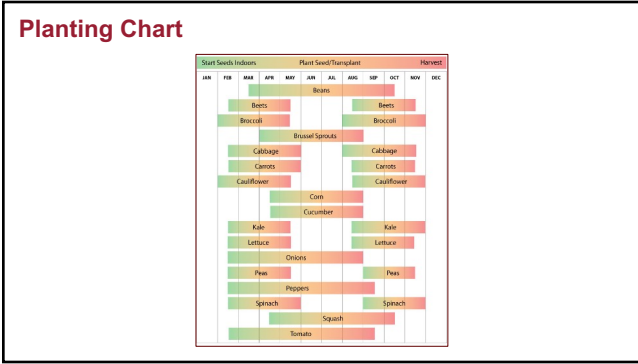 Planting Chart
Start Seeds Indoors Plant Seed/Transplant Harvest
JAN FEB MAR APR MAY JUN JUL AUG SEP OCT NOV DEC
Beans
Beets Beets
Broccoli Broccoli
Brussel Sprouts
Cabbage Cabbage
Carrots Carrots
Cauliflower Cauliflower
Corn
Cucumber
Kale Kale
Lettuce Lettuce
Onions
Peas Peas
Peppers
Spinach Spinach
Squash
Tomato